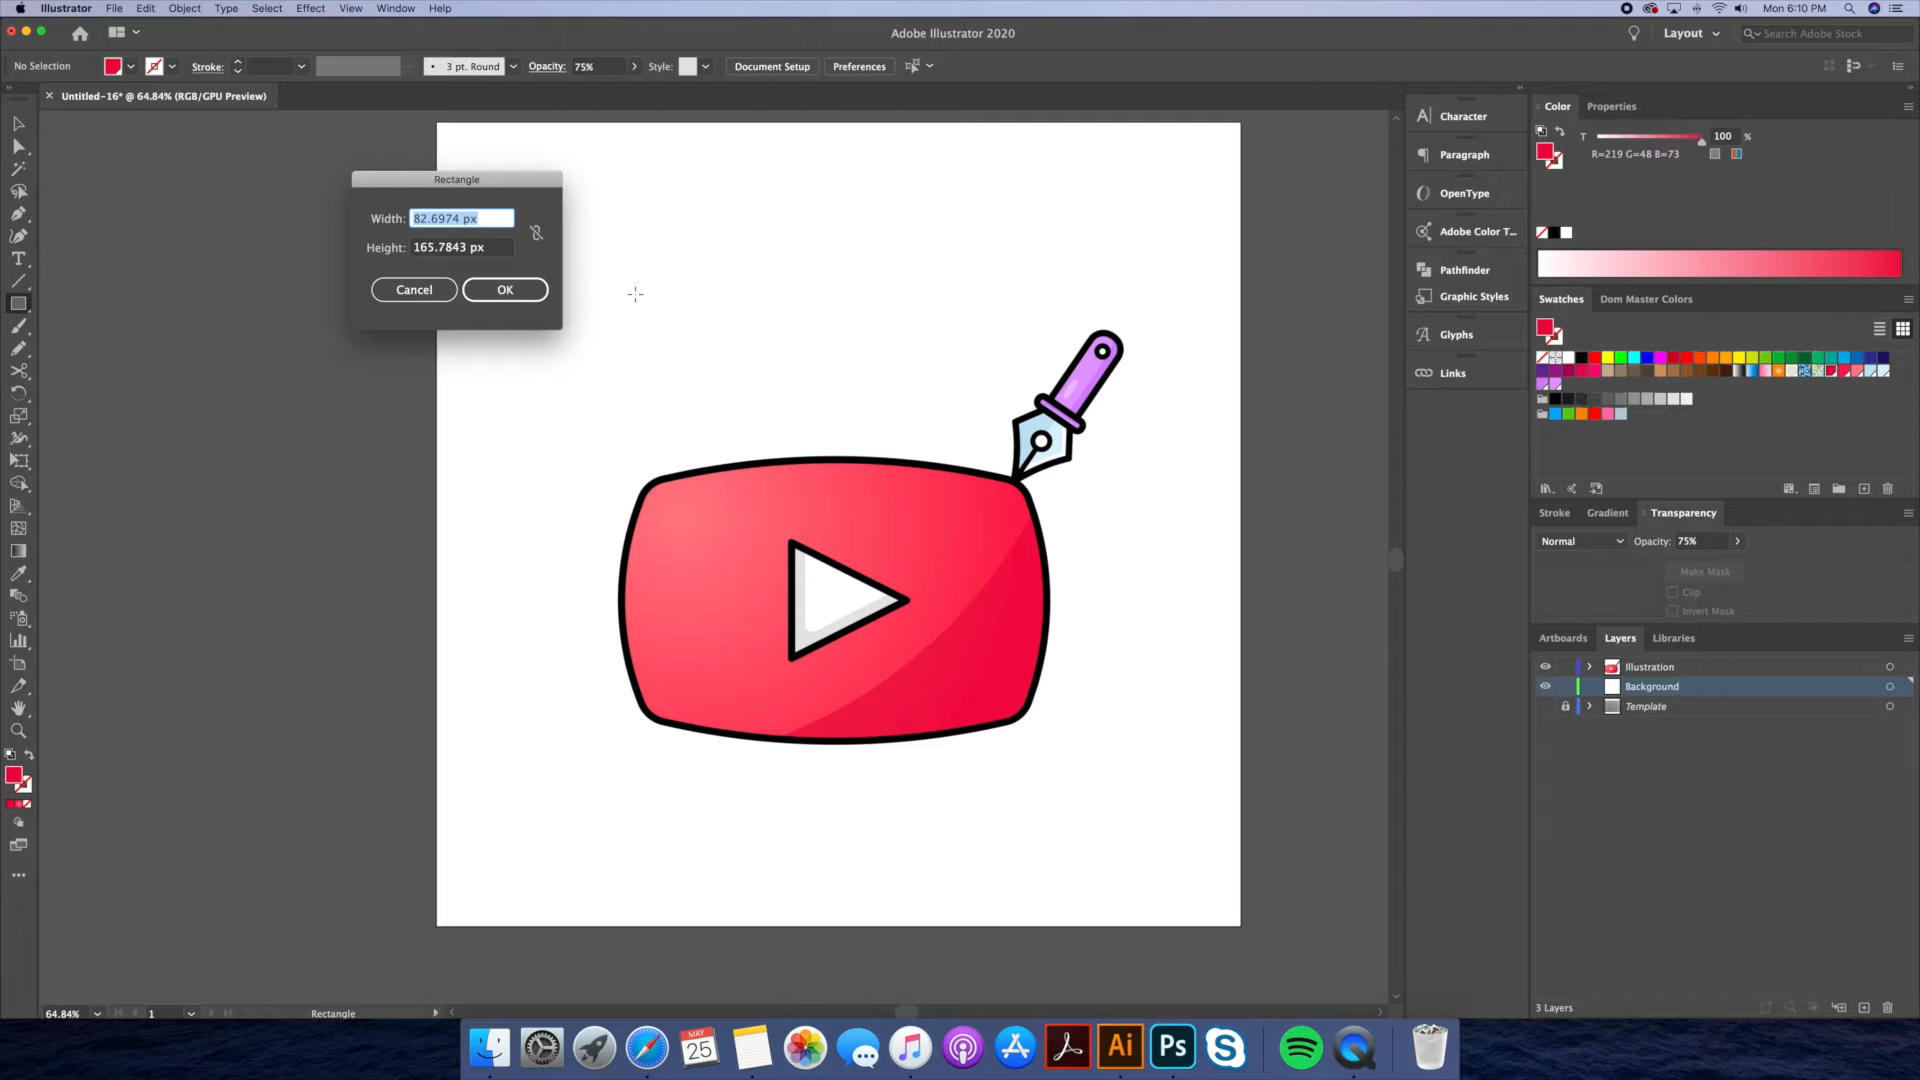 Illustrator File Edit Object Type Select Effect View Window Help
Mon 6:10 PM
Adobe Illustrator 2020
Layout
Search Adobe Stock
No Selection
Stroke:
3 pt. Round
Opacity: 75%
Style:
Document Setup
Preferences
Untitled-16* @ 64.84% (RGB/GPU Preview)
Rectangle
Width: 82.6974 px
Height: 165.7843 px
Cancel
OK
Character
Paragraph
OpenType
Adobe Color T...
Pathfinder
Graphic Styles
Glyphs
Links
Color Properties
T 100 %
R=219 G=48 B=73
Swatches Dom Master Colors
Stroke Gradient Transparency
Normal Opacity: 75%
Make Mask
Clip
Invert Mask
Artboards Layers Libraries
Illustration
Background
Template
3 Layers
64.84% 1 Rectangle
MAY
25
Ai
Ps